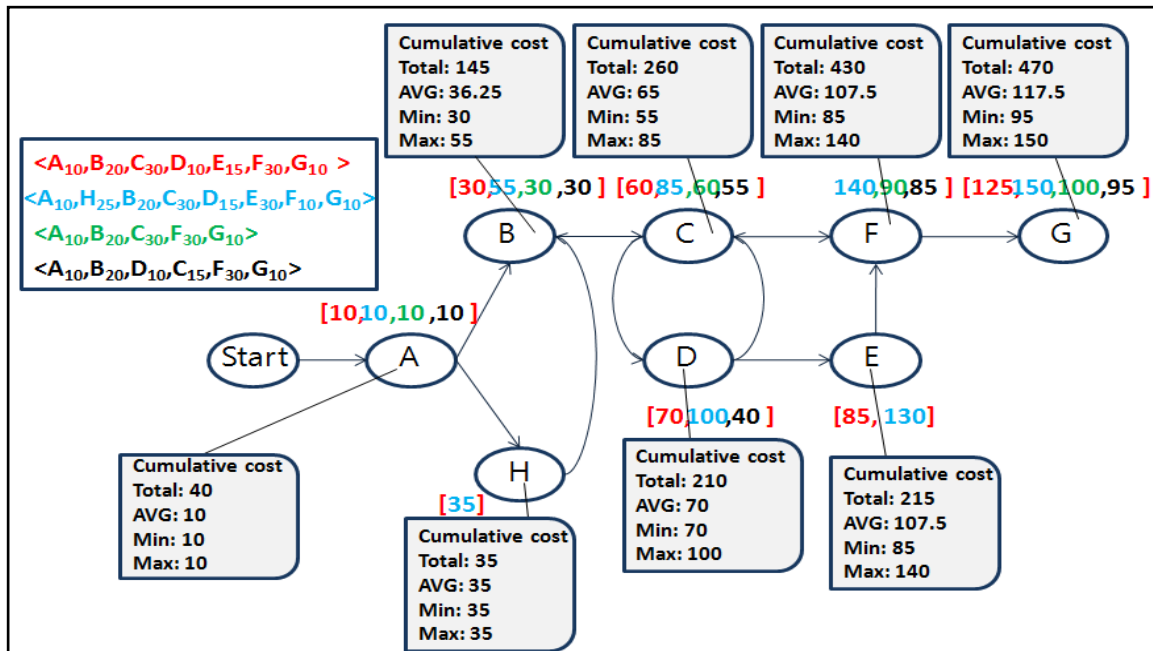 Cumulative cost
Total: 145
AVG: 36.25
Min: 30
Max: 55
Cumulative cost
Total: 260
AVG: 65
Min: 55
Max: 85
Cumulative cost
Total: 430
AVG: 107.5
Min: 85
Max: 140
Cumulative cost
Total: 470
AVG: 117.5
Min: 95
Max: 150
<A10,B20,C30,D10,E15,F30,G10 >
<A10,H25,B20,C30,D15,E30,F10,G10>
<A10,B20,C30,F30,G10>
<A10,B20,D10,C15,F30,G10>
[30,55,30 ,30 ]
[60,85,60,55 ]
140,90,85 ]
[125,150,100,95 ]
B
C
F
G
[10,10,10 ,10 ]
Start
A
D
E
[70,100,40 ]
[85, 130]
H
[35]
Cumulative cost
Total: 40
AVG: 10
Min: 10
Max: 10
Cumulative cost
Total: 35
AVG: 35
Min: 35
Max: 35
Cumulative cost
Total: 210
AVG: 70
Min: 70
Max: 100
Cumulative cost
Total: 215
AVG: 107.5
Min: 85
Max: 140